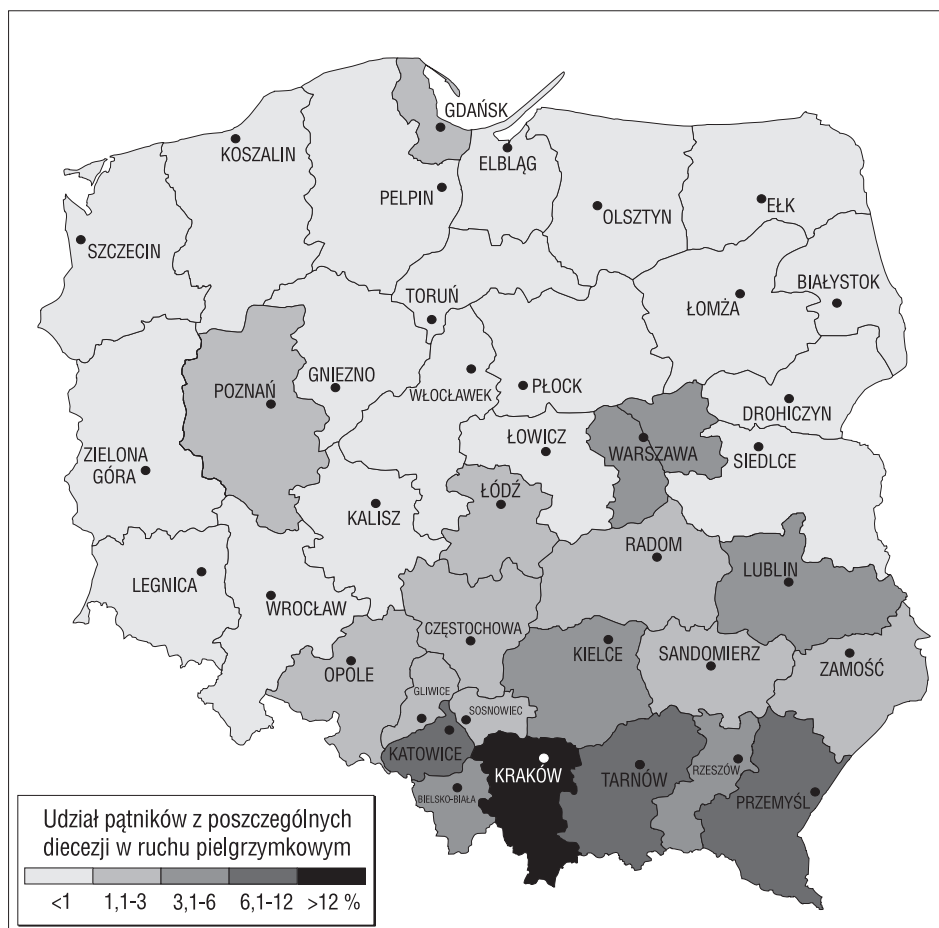 GDAŃSK
KOSZALIN
ELBLĄG
PELPIN
EŁK
OLSZTYN
SZCZECIN
BIAŁYSTOK
TORUŃ
ŁOMŻA
GNIEZNO
POZNAŃ
WŁOCŁAWEK
PŁOCK
DROHICZYN
ŁOWICZ
WARSZAWA
ZIELONA
GÓRA
SIEDLCE
ŁÓDŹ
KALISZ
RADOM
LEGNICA
LUBLIN
WROCŁAW
CZĘSTOCHOWA
KIELCE
SANDOMIERZ
OPOLE
ZAMOŚĆ
GLIWICE
SOSNOWIEC
KATOWICE
KRAKÓW
TARNÓW
RZESZÓW
BIELSKO-BIAŁA
PRZEMYŚL
Udział pątników z poszczególnych
diecezji w ruchu pielgrzymkowym
<1 1,1-3 3,1-6 6,1-12 >12 %